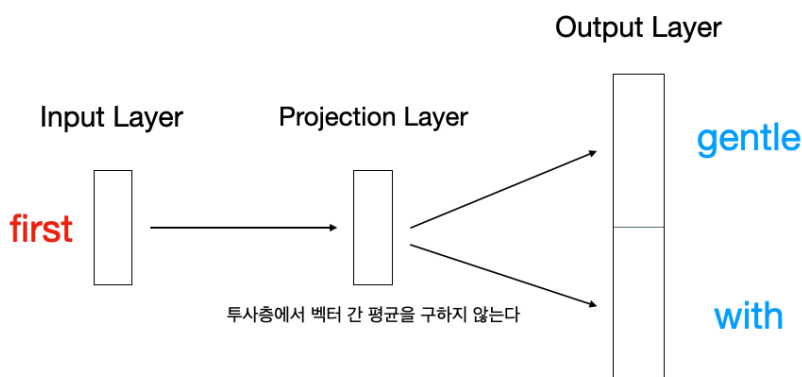 Output Layer
Input Layer
Projection Layer
gentle
first
투사층에서 벡터 간 평균을 구하지 않는다
with